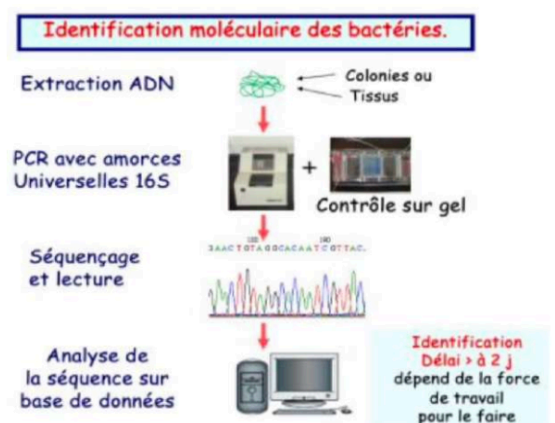 Identification moléculaire des bactéries.
Extraction ADN
Colonies ou
Tissus
PCR avec amorces
Universelles 16S
+
Contrôle sur gel
Séquençage
et lecture
Analyse de
la séquence sur
base de données
Identification
Délai > à 2 j
dépend de la force
de travail
pour le faire